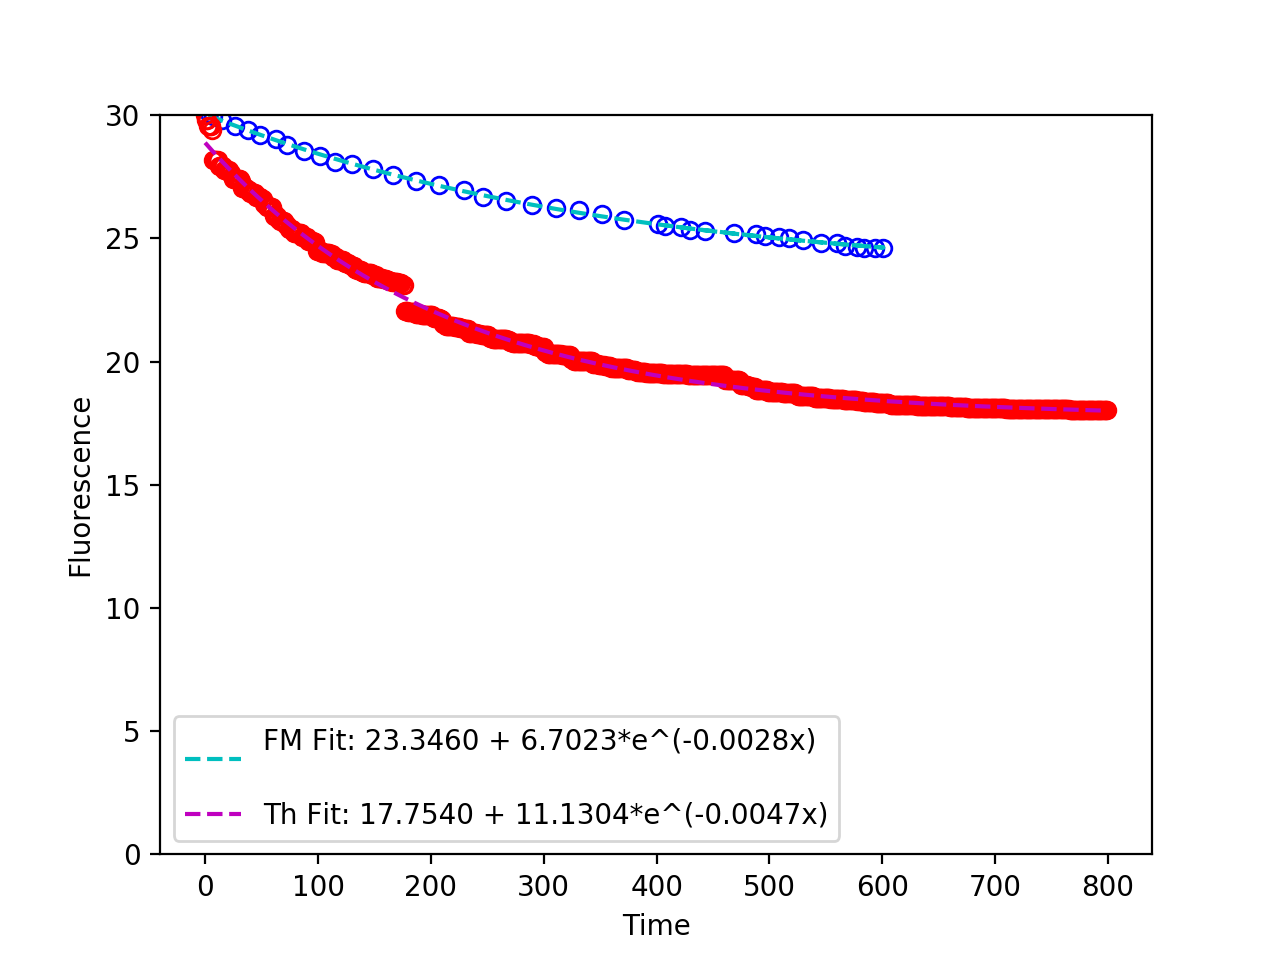 30
25
20
15
10
5
0
Fluorescence
FM Fit: 23.3460 + 6.7023*e^(-0.0028x)
Th Fit: 17.7540 + 11.1304*e^(-0.0047x)
0 100 200 300 400 500 600 700 800
Time